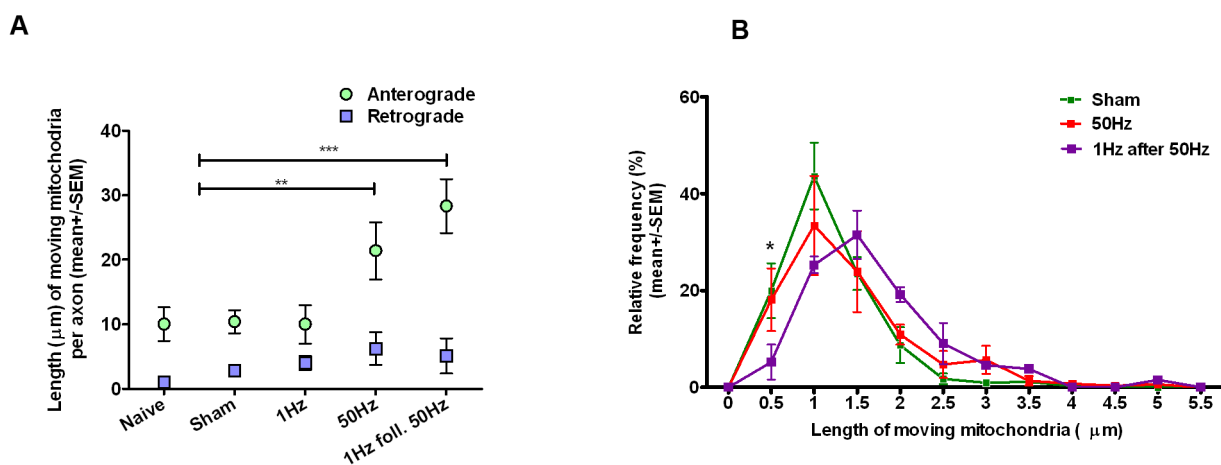 A
B
Anterograde
Retrograde
Length (μm) of moving mitochondria
per axon (mean+/-SEM)
40
30
20
10
0
***
**
Naive
Sham
1Hz
50Hz
1Hz foll. 50Hz
Sham
50Hz
1Hz after 50Hz
Relative frequency (%)
(mean+/-SEM)
60
40
20
0
*
0 0.5 1 1.5 2 2.5 3 3.5 4 4.5 5 5.5
Length of moving mitochondria ( μm)